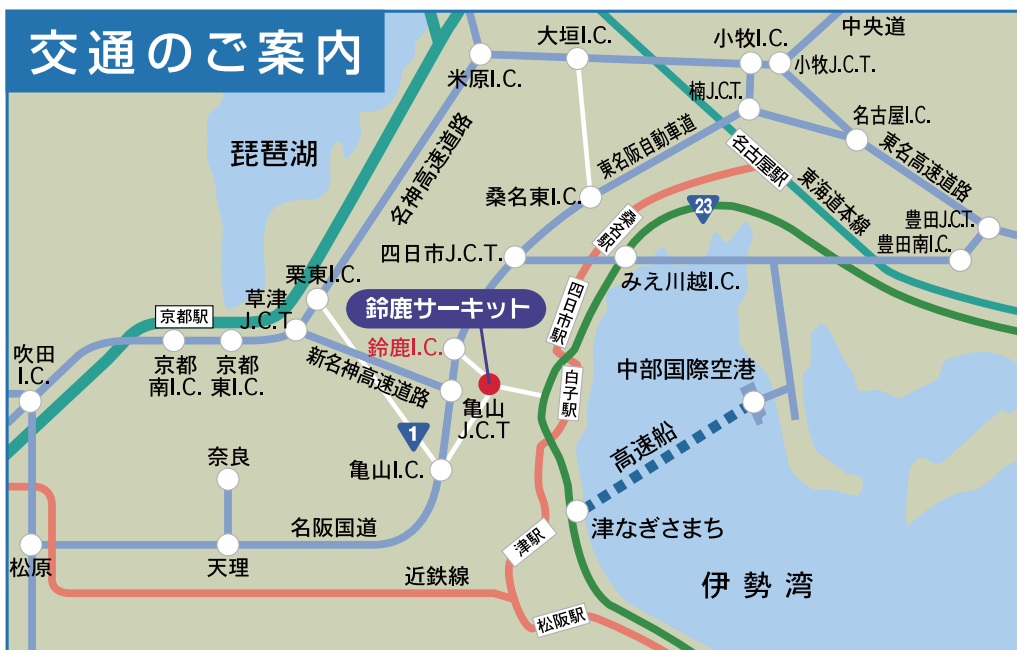 交通のご案内
中央道
大垣I.C.
小牧I.C.
小牧J.C.T.
米原I.C.
楠J.C.T.
名古屋I.C.
琵琶湖
名神高速道路
東名阪自動車道
名古屋駅
東名高速道路
東海道本線
桑名東I.C.
桑名駅
23
豊田J.C.T.
豊田南I.C.
四日市J.C.T.
みえ川越I.C.
栗東I.C.
草津
J.C.T
鈴鹿サーキット
四日市駅
京都駅
鈴鹿I.C.
吹田
I.C.
京都
南I.C.
京都
東I.C.
新名神高速道路
白子駅
中部国際空港
亀山
J.C.T
1
高速船
奈良
亀山I.C.
名阪国道
津駅
津なぎさまち
松原
天理
近鉄線
伊勢湾
松阪駅